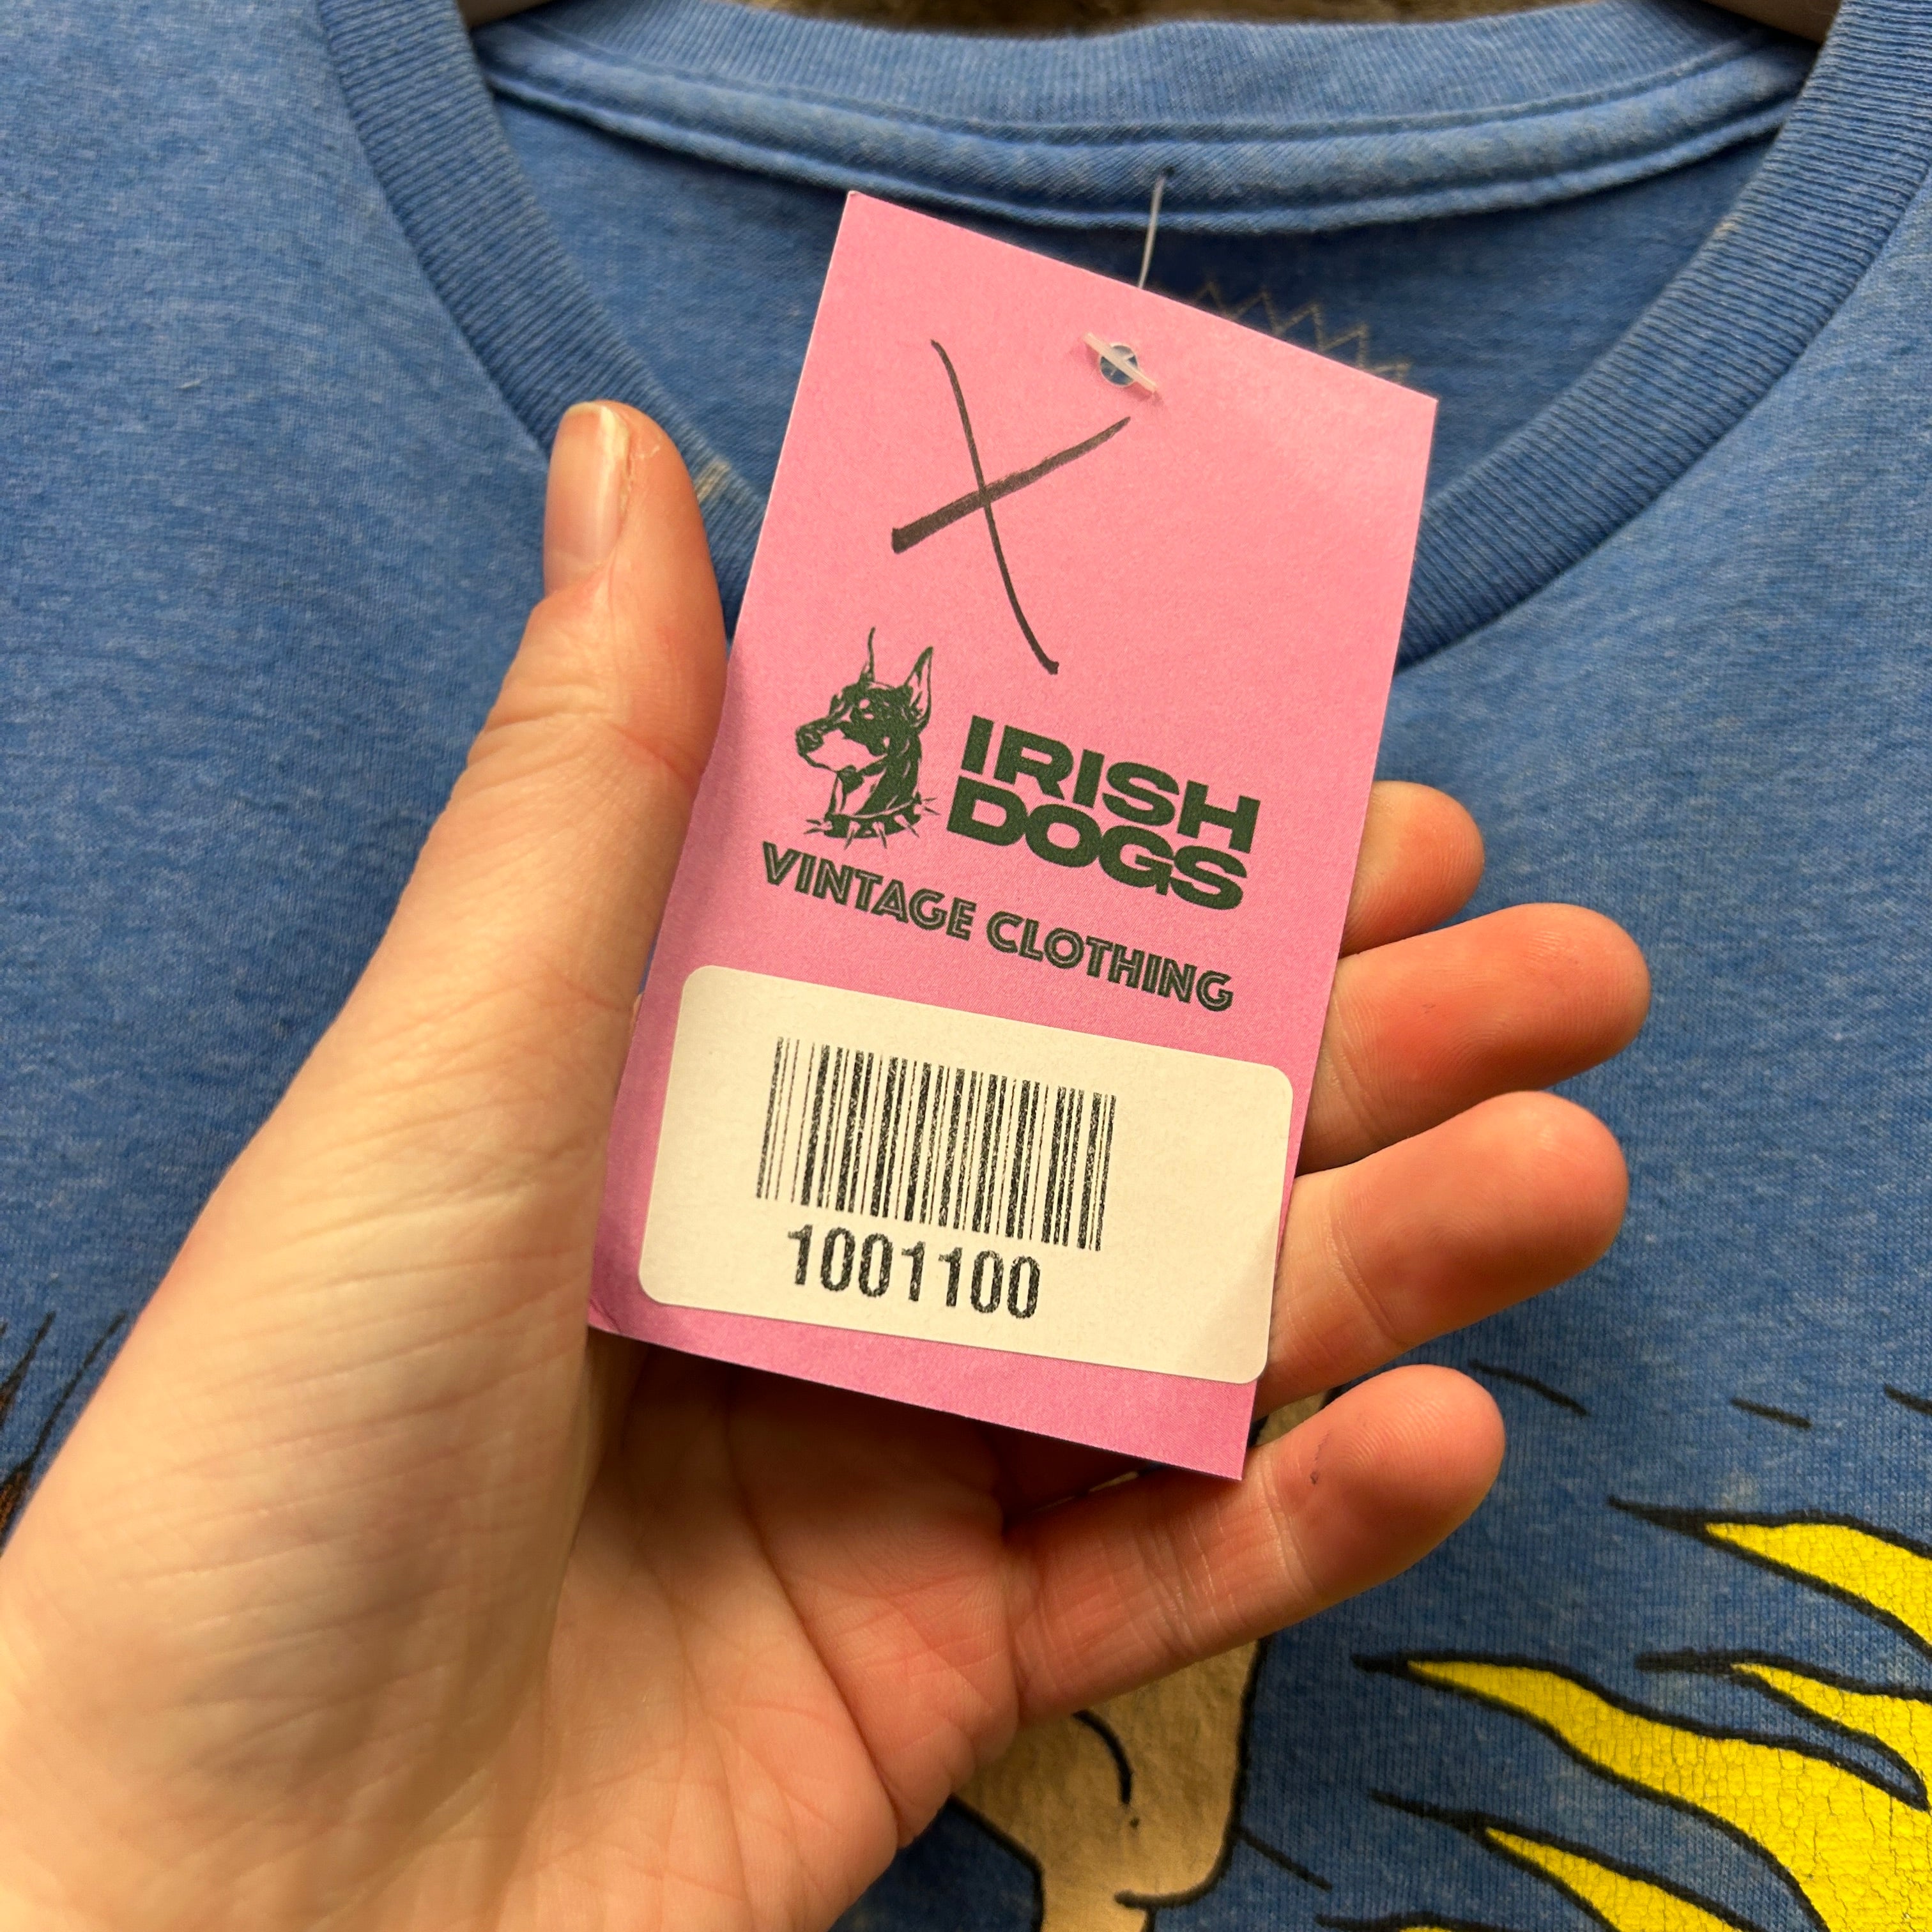 X
IRISH
DOGS
VINTAGE CLOTHING
1001100